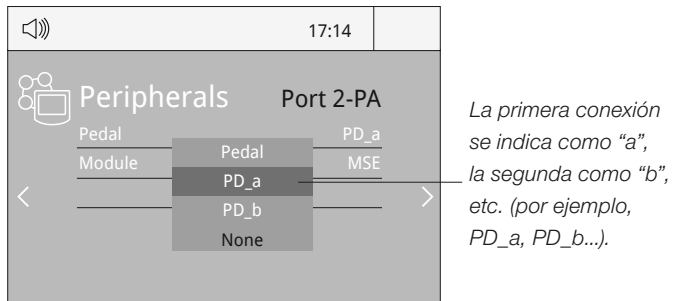 17:14
Peripherals Port 2-PA
Pedal PD_a
Module MSE
Pedal
PD_a
PD_b
None
La primera conexión
se indica como “a”,
la segunda como “b”,
etc. (por ejemplo,
PD_a, PD_b...).